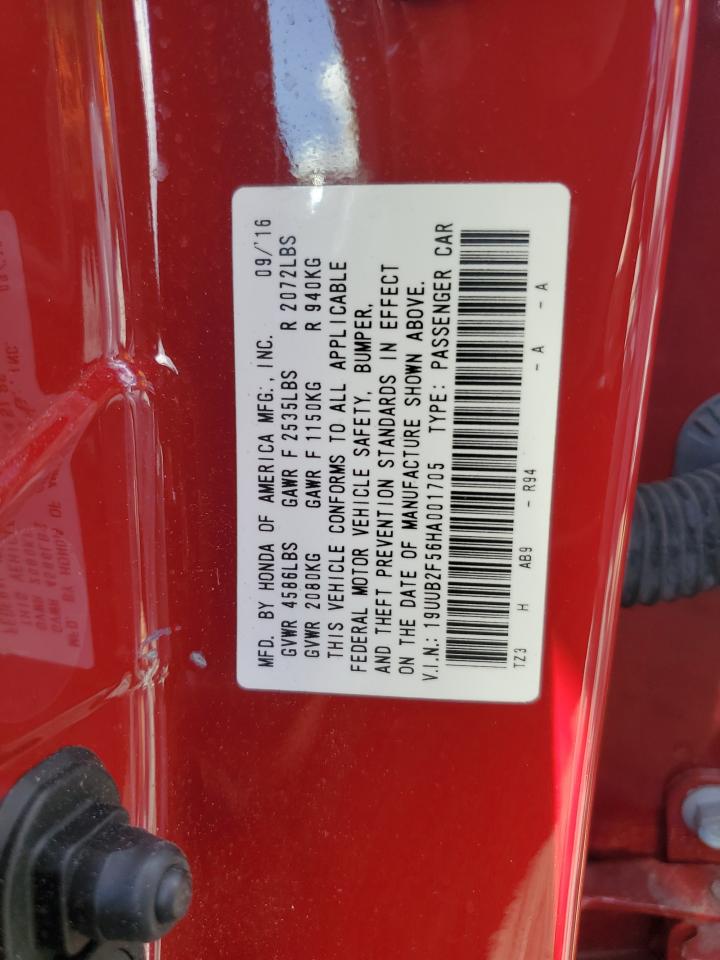 MFD. BY HONDA OF AMERICA MFG., INC. 09/'16
GVWR 4586LBS GAWR F 2535LBS R 2072LBS
GVWR 2080KG GAWR F 1150KG R 940KG
THIS VEHICLE CONFORMS TO ALL APPLICABLE
FEDERAL MOTOR VEHICLE SAFETY, BUMPER,
AND THEFT PREVENTION STANDARDS IN EFFECT
ON THE DATE OF MANUFACTURE SHOWN ABOVE.
V.I.N.: 19UUB2F56HA001705 TYPE: PASSENGER CAR
TZ3 H AB9 - R94 - A - A